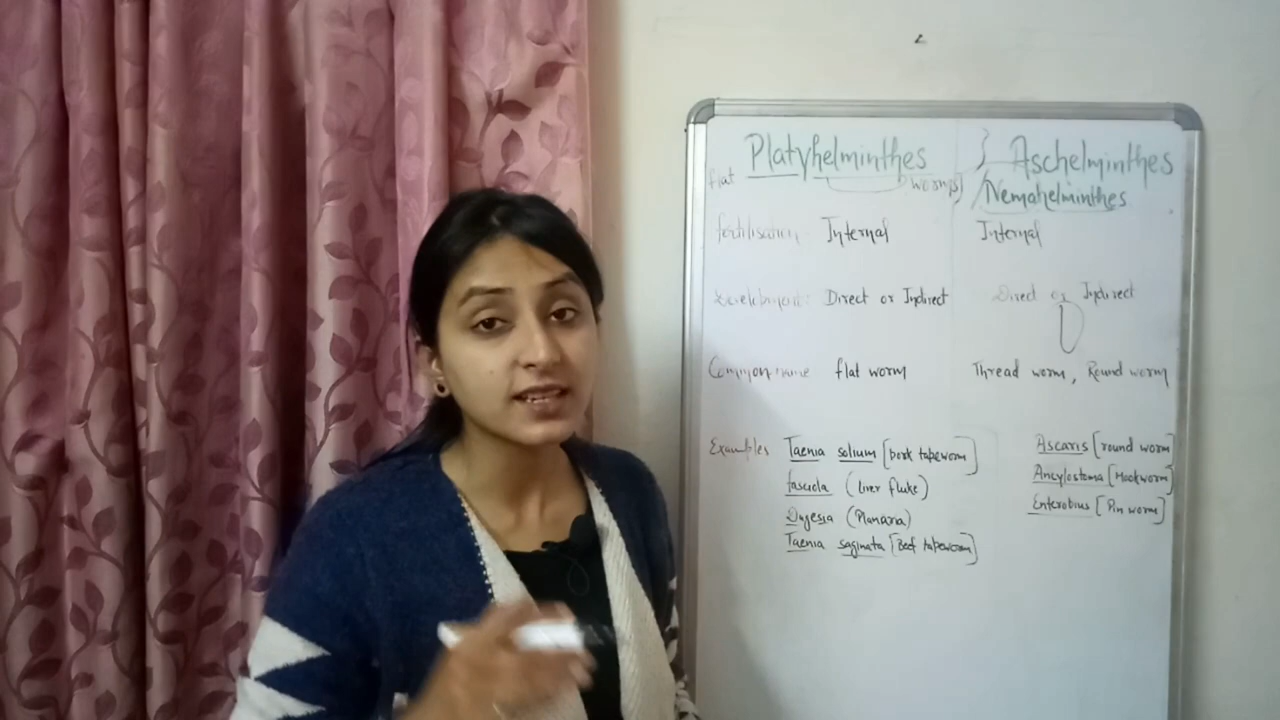 Platyhelminthes } Aschelminthes
flat worms] /Nemahelminthes
fertilisation Internal Internal
Development: Direct or Indirect Direct or Indirect
Common name flat worm Thread worm, Round worm
Examples Taenia solium [Pork tapeworm] Ascaris [round worm]
fasciola (Liver fluke) Ancylostoma [Hookworm]
Dugesia (Planaria) Enterobius [Pin worm]
Taenia saginata [Beef tapeworm]